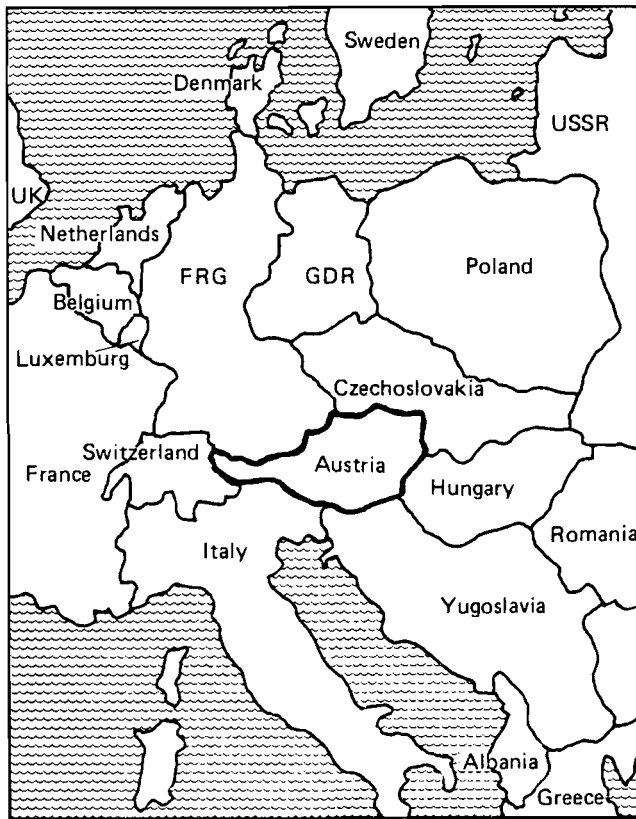 Sweden
Denmark
USSR
UK
Netherlands
FRG
GDR
Poland
Belgium
Luxemburg
Czechoslovakia
Switzerland
Austria
France
Hungary
Romania
Italy
Yugoslavia
Albania
Greece